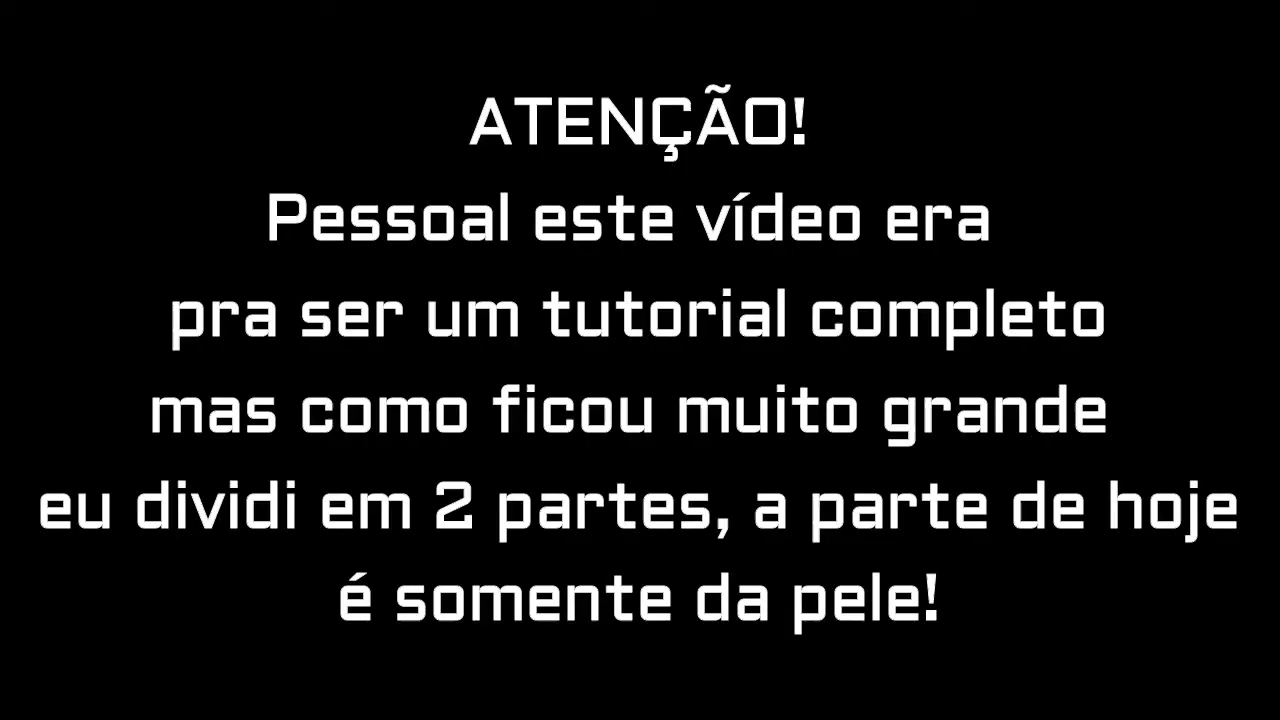 ATENÇÃO!
Pessoal este vídeo era
pra ser um tutorial completo
mas como ficou muito grande
eu dividi em 2 partes, a parte de hoje
é somente da pele!